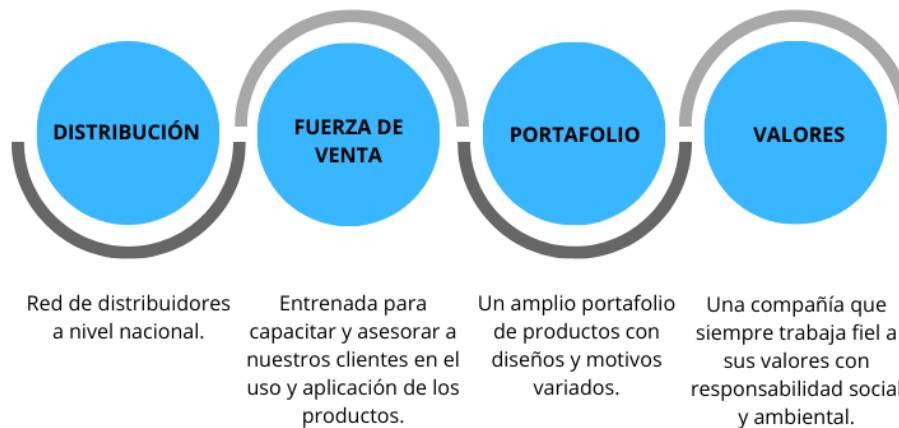 DISTRIBUCIÓN
FUERZA DE
VENTA
PORTAFOLIO
VALORES
Red de distribuidores
a nivel nacional.
Entrenada para
capacitar y asesorar a
nuestros clientes en el
uso y aplicación de los
productos.
Un amplio portafolio
de productos con
diseños y motivos
variados.
Una compañía que
siempre trabaja fiel a
sus valores con
responsabilidad social
y ambiental.